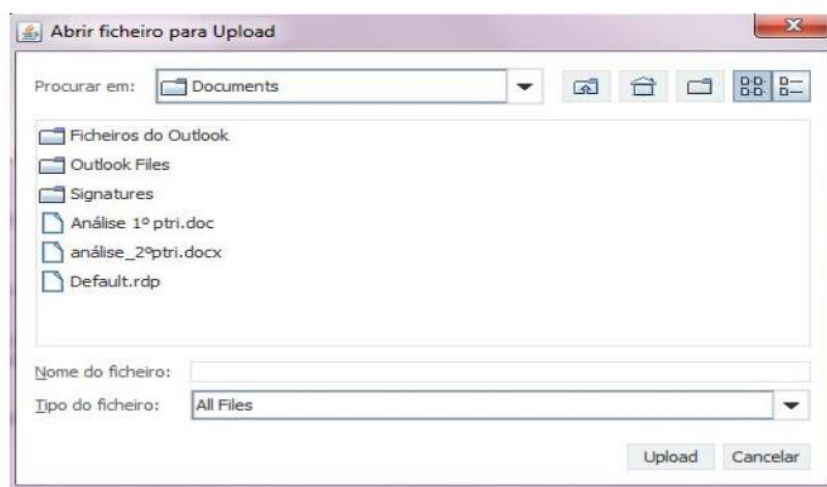 Abrir ficheiro para Upload
Procurar em: Documents
Ficheiros do Outlook
Outlook Files
Signatures
Análise 1º ptri.doc
análise_2ºptri.docx
Default.rdp
Nome do ficheiro:
Tipo do ficheiro: All Files
Upload Cancelar